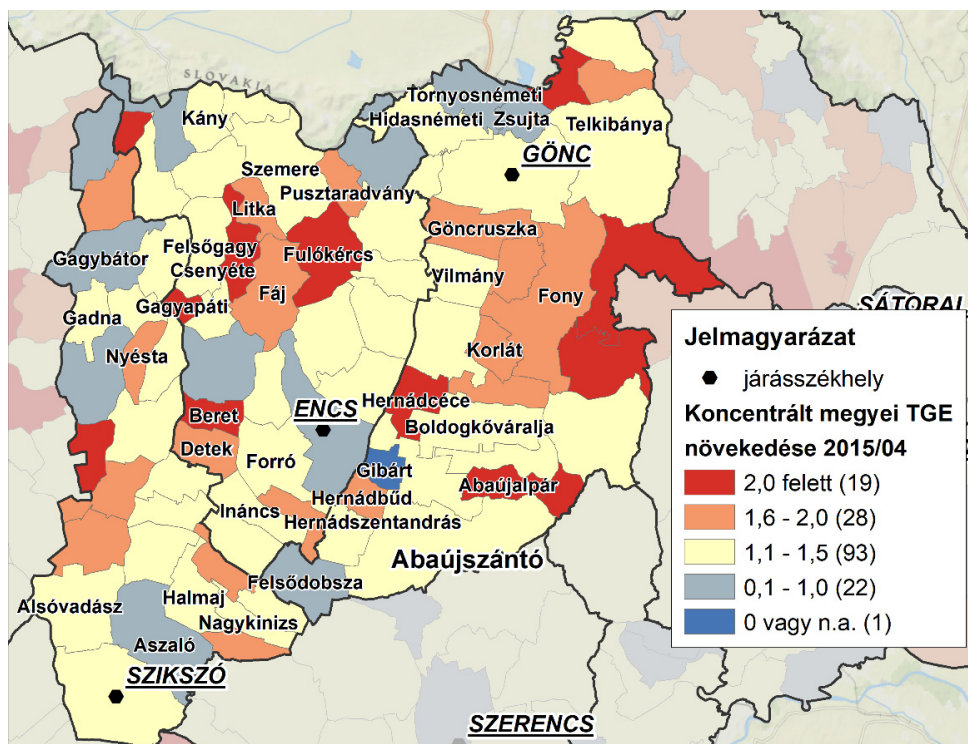 SLOVAKIA
Tornyosnémeti
Kány
Hidasnémeti
Zsujta
Telkibánya
GÖNC
Szemere
Pusztaradvány
Litka
Göncruszka
Felsőgagy
Gagybátor
Fulókércs
Csenyéte
Vilmány
Fáj
Fony
Gagyapáti
Gadna
SÁTORAL
Nyésta
Korlát
Jelmagyarázat
járásszékhely
Hernádcéce
Beret
ENCS
Koncentrált megyei TGE
növekedése 2015/04
Boldogkőváralja
Detek
Forró
Gibárt
2,0 felett (19)
Abaújalpár
Hernádbűd
Ináncs
Hernádszentandrás
1,6 - 2,0 (28)
1,1 - 1,5 (93)
Abaújszántó
Felsődobsza
0,1 - 1,0 (22)
Alsóvadász
Halmaj
Nagykinizs
0 vagy n.a. (1)
Aszaló
SZIKSZÓ
SZERENCS